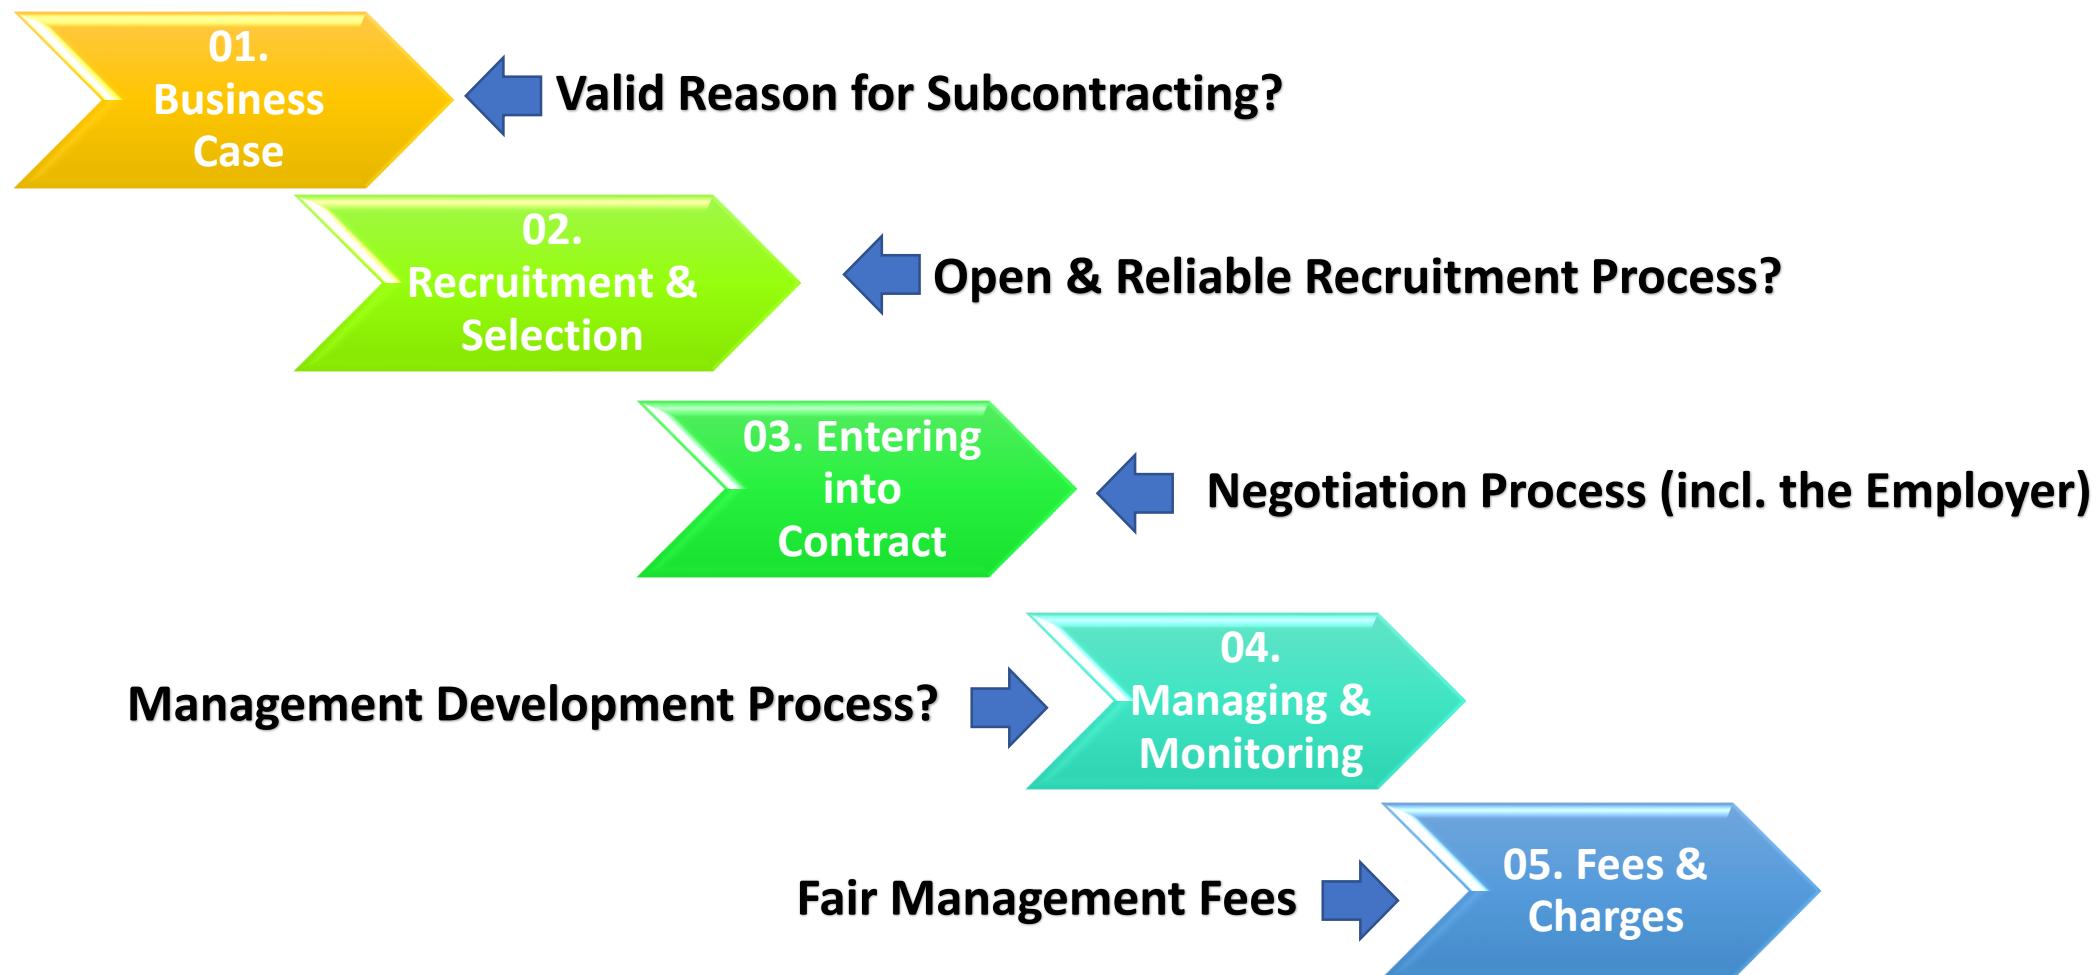 01.
Business
Case
Valid Reason for Subcontracting?
02.
Recruitment &
Selection
Open & Reliable Recruitment Process?
03. Entering
into
Contract
Negotiation Process (incl. the Employer)
Management Development Process?
04.
Managing &
Monitoring
Fair Management Fees
05. Fees &
Charges